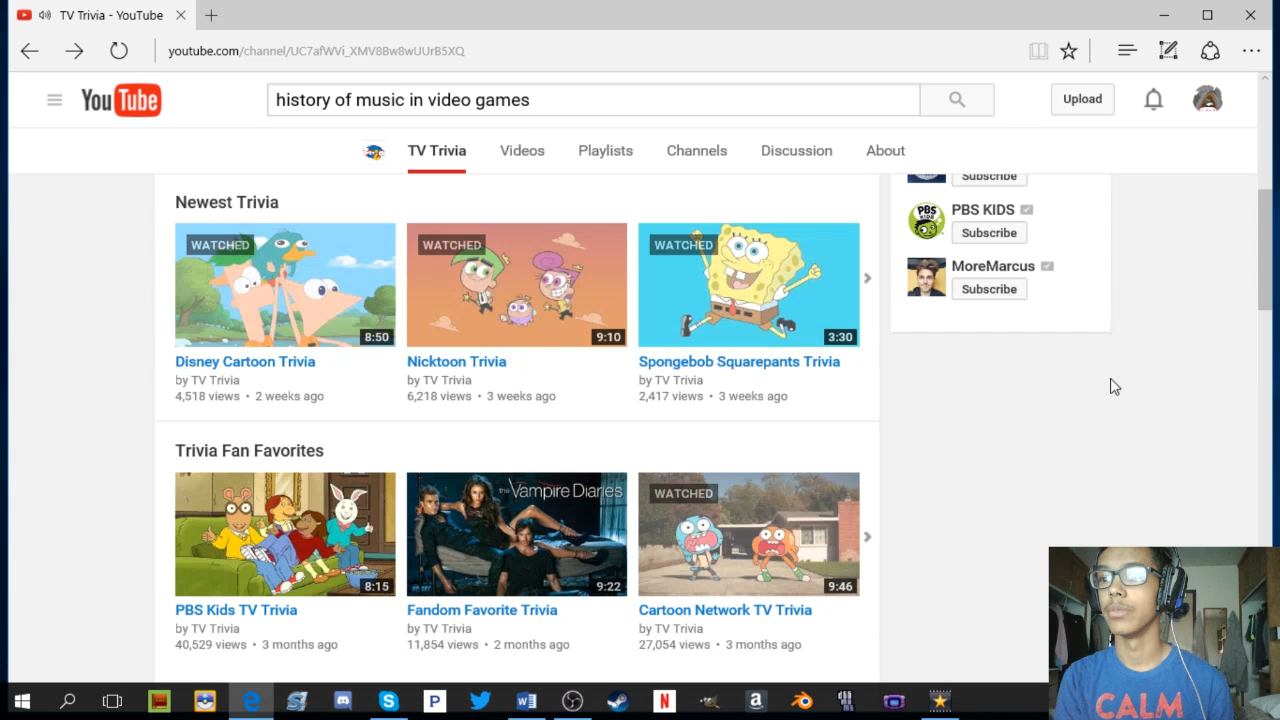 TV Trivia - YouTube
youtube.com/channel/UC7afWVi_XMV8Bw8wUUrB5XQ
YouTube
history of music in video games
Upload
TV Trivia Videos Playlists Channels Discussion About
Subscribe
PBS KIDS
PBS KIDS
Subscribe
MoreMarcus
Subscribe
Newest Trivia
WATCHED WATCHED WATCHED
8:50 9:10 3:30
Disney Cartoon Trivia Nicktoon Trivia Spongebob Squarepants Trivia
by TV Trivia by TV Trivia by TV Trivia
4,518 views • 2 weeks ago 6,218 views • 3 weeks ago 2,417 views • 3 weeks ago
Trivia Fan Favorites
the Vampire Diaries WATCHED
8:15 9:22 9:46
PBS Kids TV Trivia Fandom Favorite Trivia Cartoon Network TV Trivia
by TV Trivia by TV Trivia by TV Trivia
40,529 views • 3 months ago 11,854 views • 2 months ago 27,054 views • 3 months ago
CALM